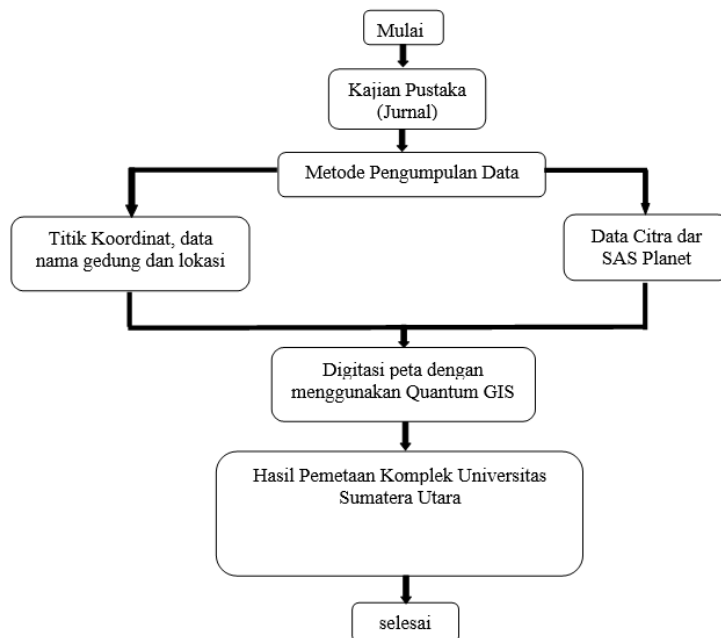 Mulai
Kajian Pustaka
(Jurnal)
Metode Pengumpulan Data
Titik Koordinat, data
nama gedung dan lokasi
Data Citra dar
SAS Planet
Digitasi peta dengan
menggunakan Quantum GIS
Hasil Pemetaan Komplek Universitas
Sumatera Utara
selesai